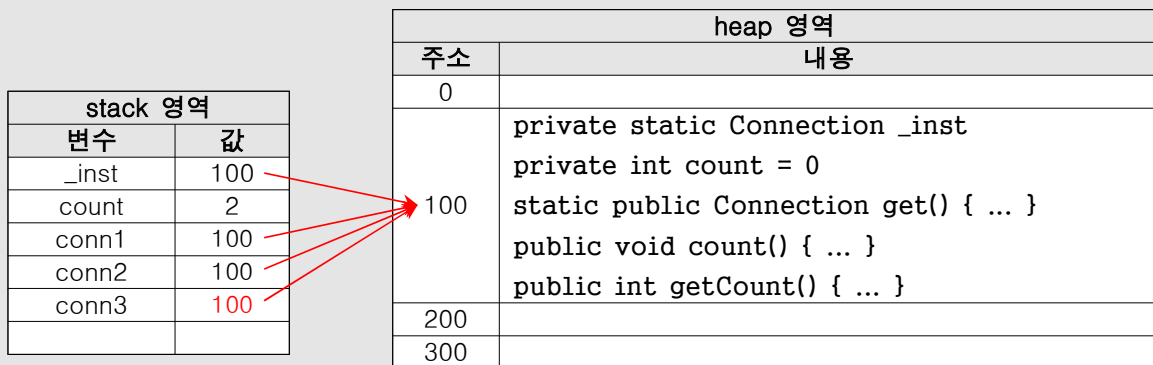 stack 영역
변수 값
_inst 100
count 2
conn1 100
conn2 100
conn3 100
heap 영역
주소 내용
0
100
private static Connection _inst
private int count = 0
static public Connection get() { ... }
public void count() { ... }
public int getCount() { ... }
200
300